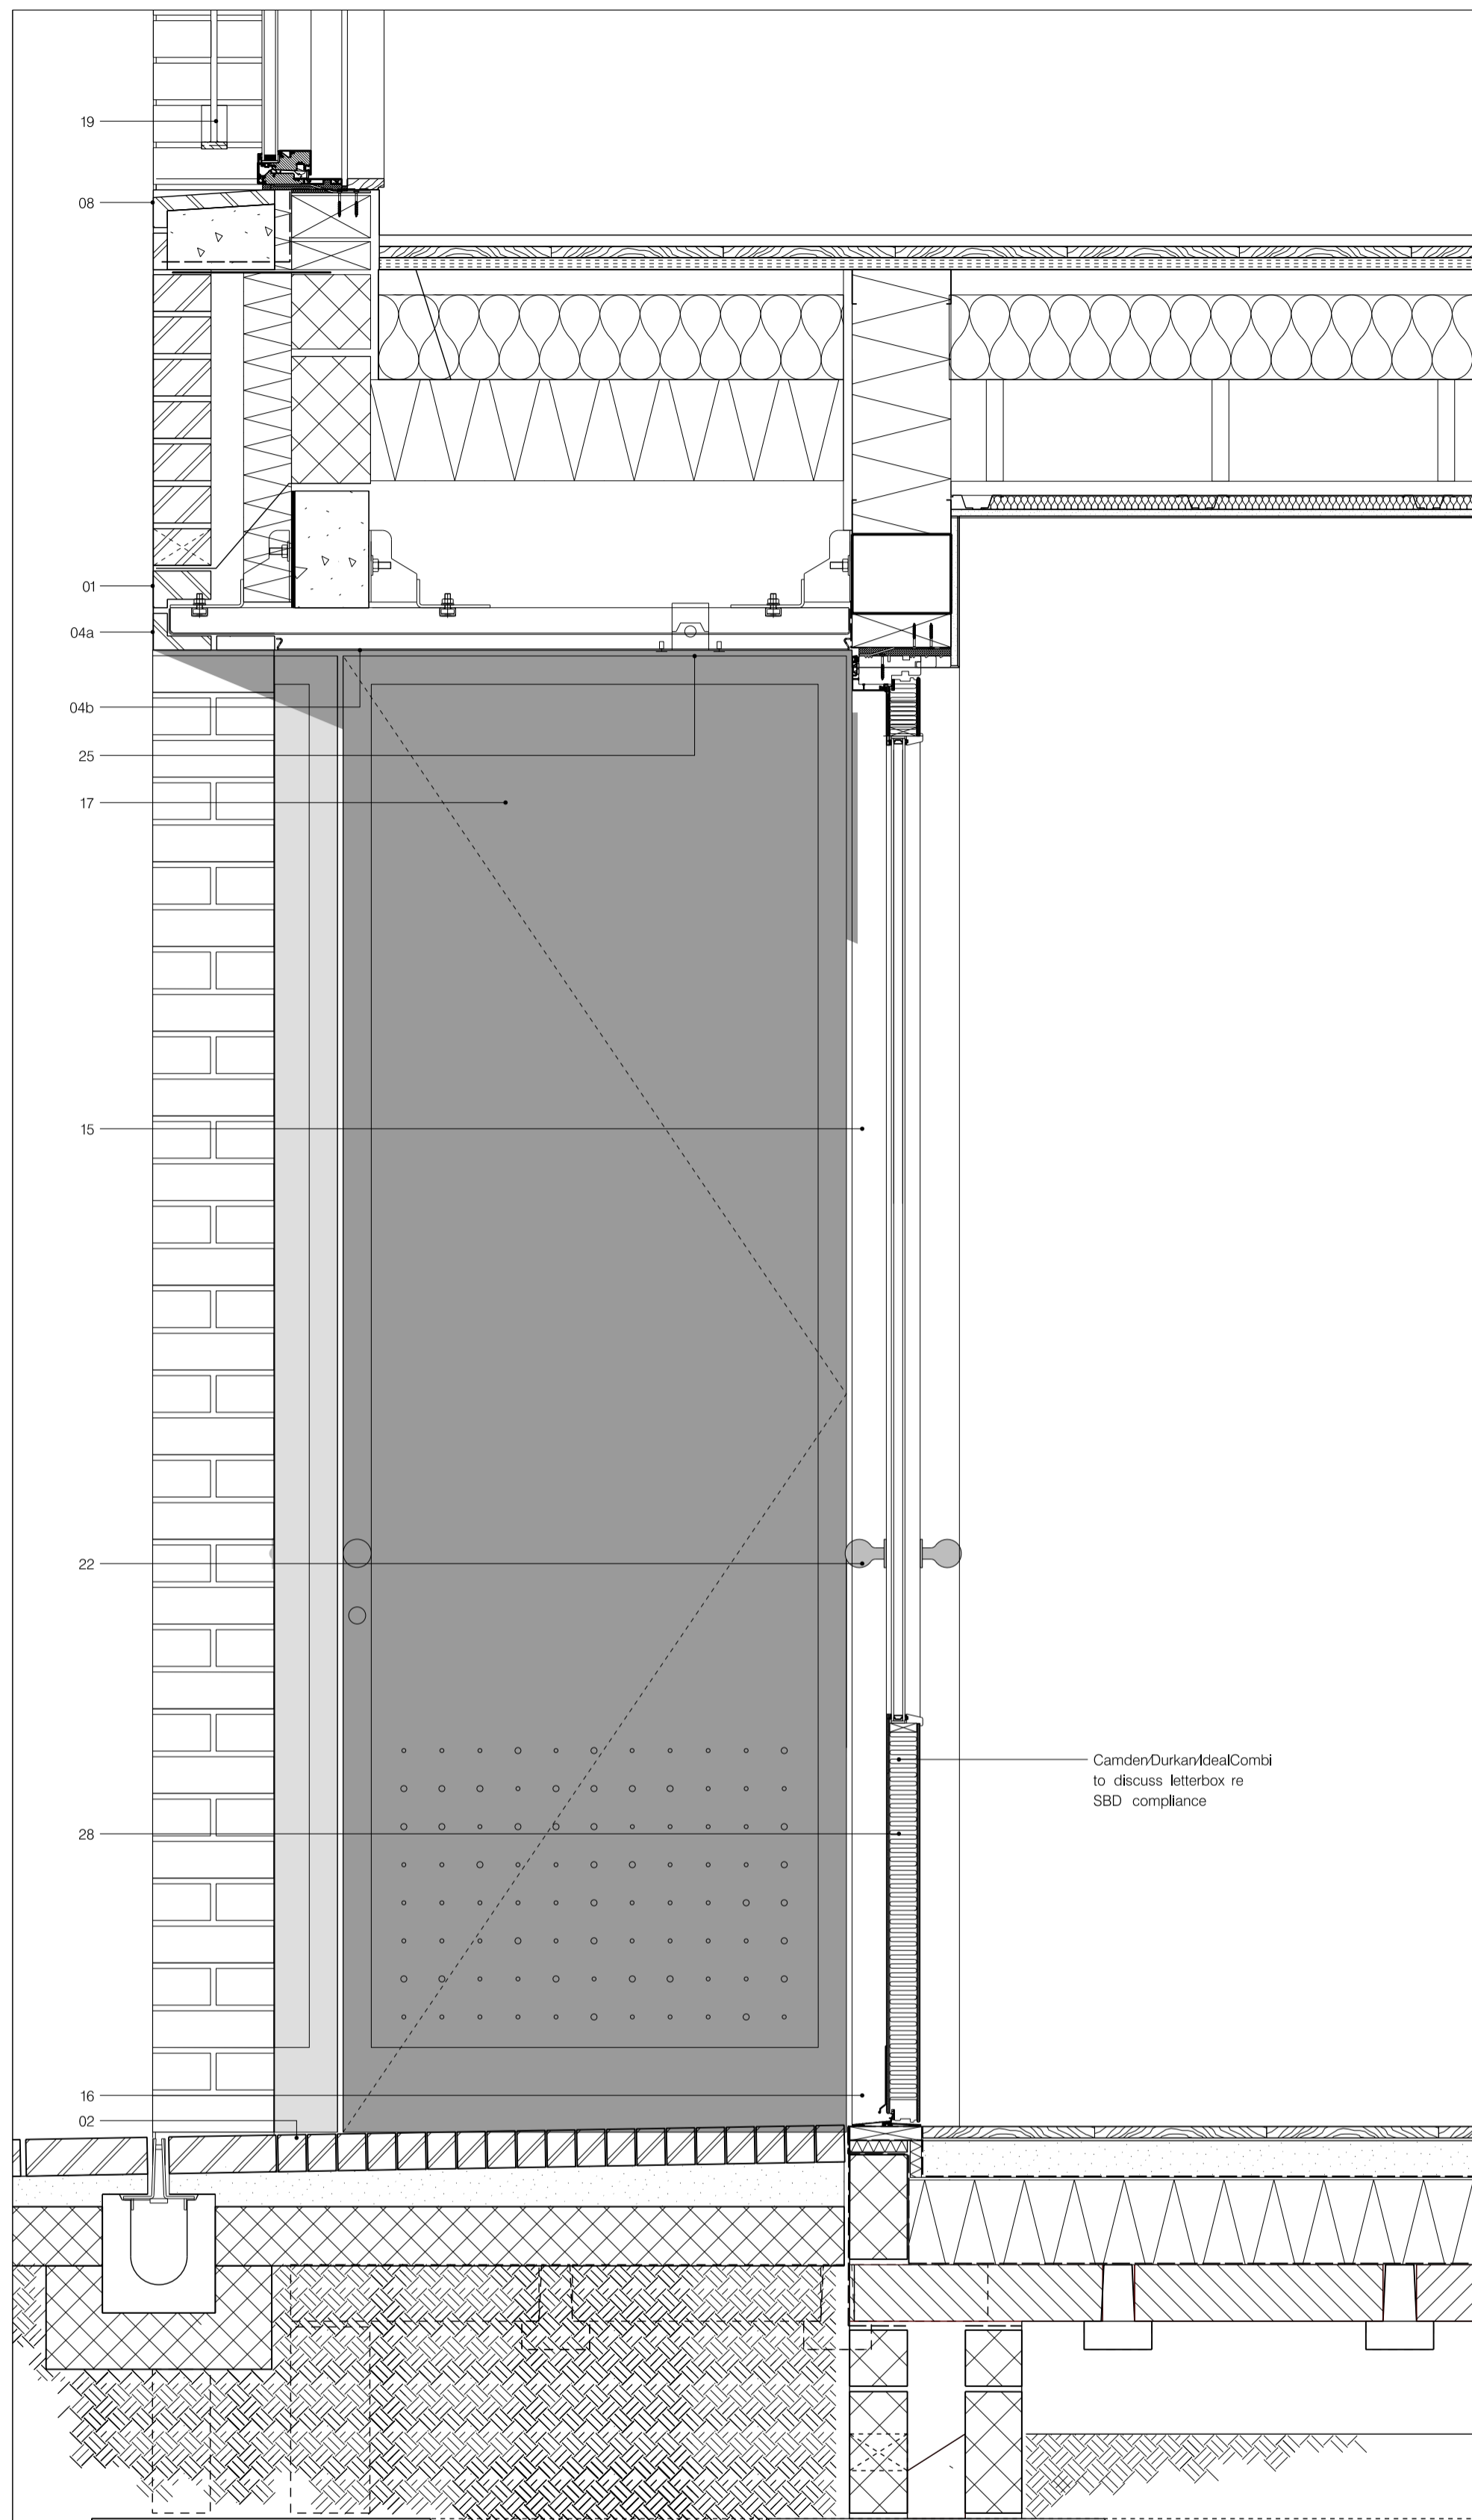 19
08
01
04a
04b
25
17
15
22
Camden/Durkan/IdealCombi
to discuss letterbox re
SBD compliance
28
16
02